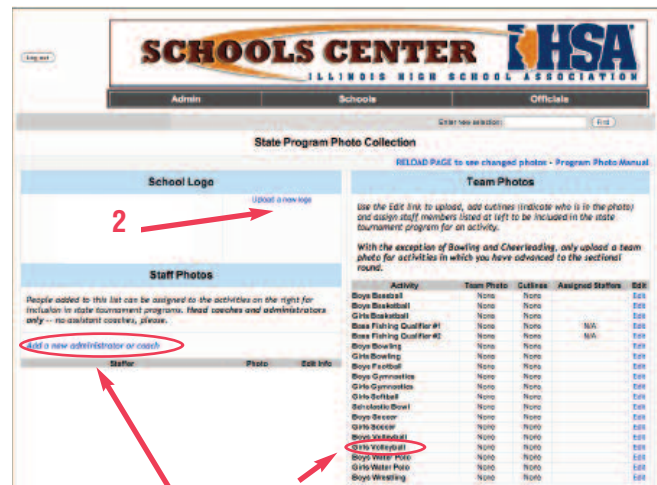 Log out
SCHOOLS CENTER IHSA
ILLINOIS HIGH SCHOOL ASSOCIATION
Admin Schools Officials
Enter new selection: Find
State Program Photo Collection
RELOAD PAGE to see changed photos - Program Photo Manual
School Logo
Upload a new logo
2
Staff Photos
People added to this list can be assigned to the activities on the right for
inclusion in state tournament programs. Head coaches and administrators
only -- no assistant coaches, please.
Add a new administrator or coach
Staffer Photo Edit Info
Team Photos
Use the Edit link to upload, add cutlines (indicate who is in the photo)
and assign staff members listed at left to be included in the state
tournament program for an activity.
With the exception of Bowling and Cheerleading, only upload a team
photo for activities in which you have advanced to the sectional
round.
Activity Team Photo Cutlines Assigned Staffers Edit
Boys Baseball None None Edit
Boys Basketball None None Edit
Girls Basketball None None Edit
Bass Fishing Qualifier #1 None None N/A Edit
Bass Fishing Qualifier #2 None None N/A Edit
Boys Bowling None None Edit
Girls Bowling None None Edit
Boys Football None None Edit
Boys Gymnastics None None Edit
Girls Gymnastics None None Edit
Girls Softball None None Edit
Scholastic Bowl None None Edit
Boys Soccer None None Edit
Girls Soccer None None Edit
Boys Volleyball None None Edit
Girls Volleyball None None Edit
Boys Water Polo None None Edit
Girls Water Polo None None Edit
Boys Wrestling None None Edit